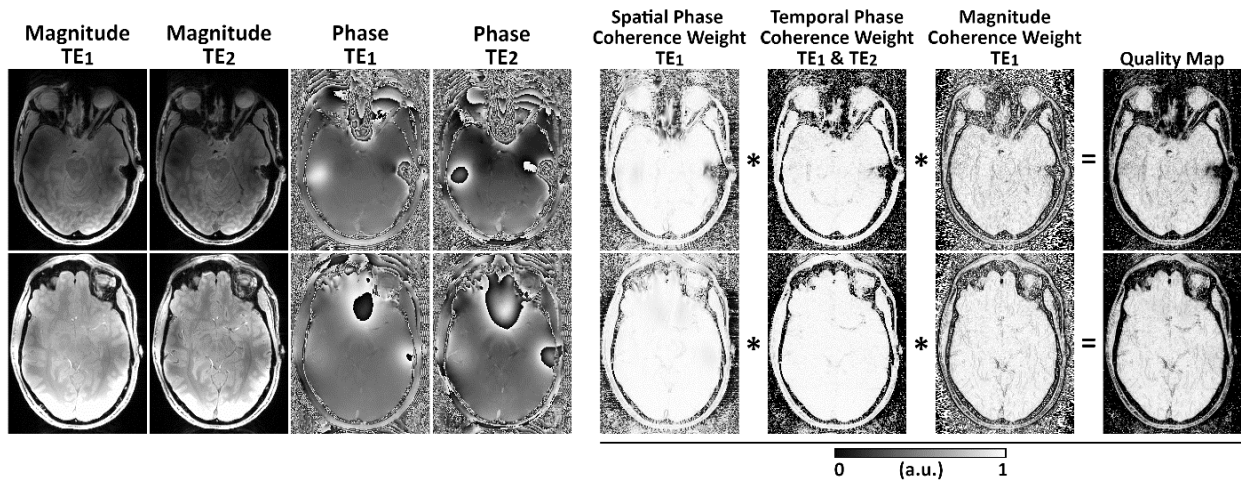 Magnitude
TE1
Magnitude
TE2
Phase
TE1
Phase
TE2
Spatial Phase
Coherence Weight
TE1
Temporal Phase
Coherence Weight
TE1 & TE2
Magnitude
Coherence Weight
TE1
Quality Map
* * =
* * =
0 (a.u.) 1